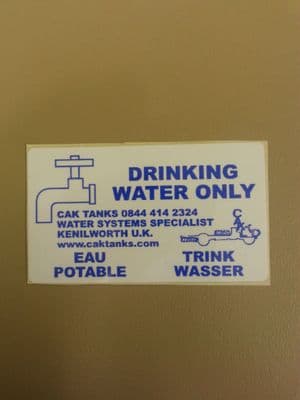 DRINKING
WATER ONLY
CAK TANKS 0844 414 2324
WATER SYSTEMS SPECIALIST
KENILWORTH U.K.
www.caktanks.com
CAK
EAU
POTABLE
TRINK
WASSER